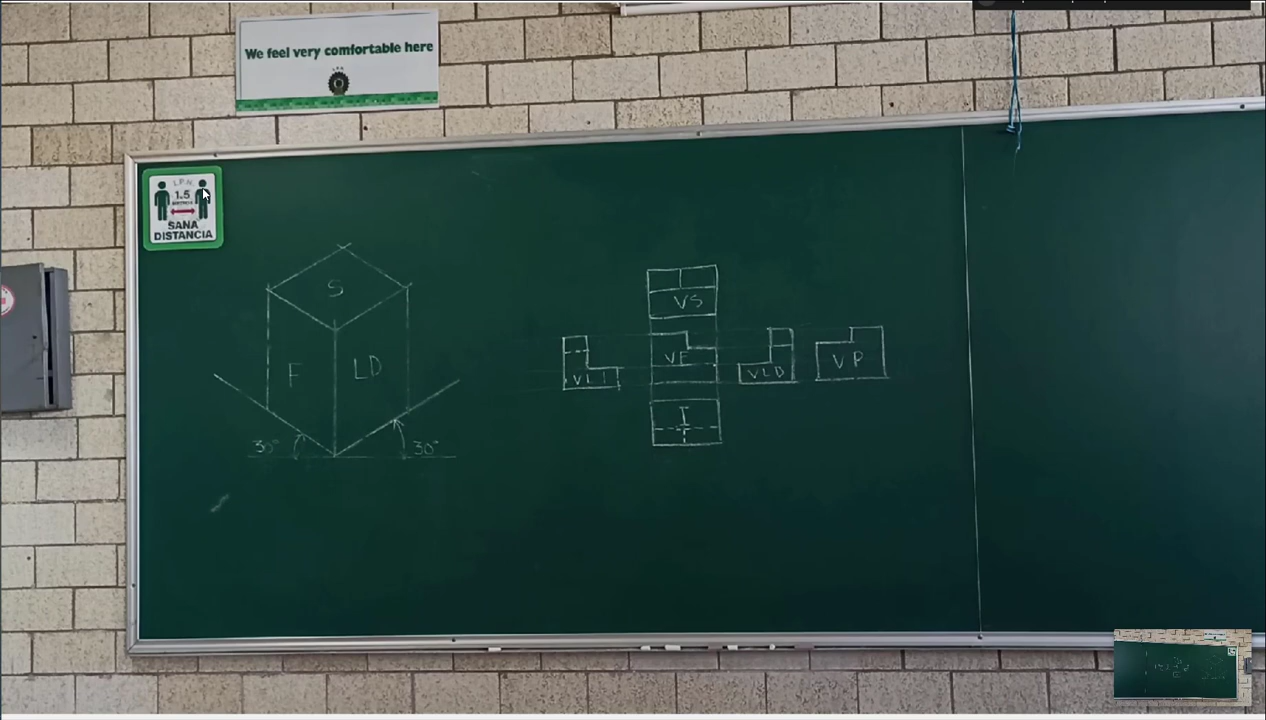 We feel very comfortable here
I.P.N.
1.5
SANA
DISTANCIA
S
F
LD
30°
30°
VS
VF
VLI
VLD
VP